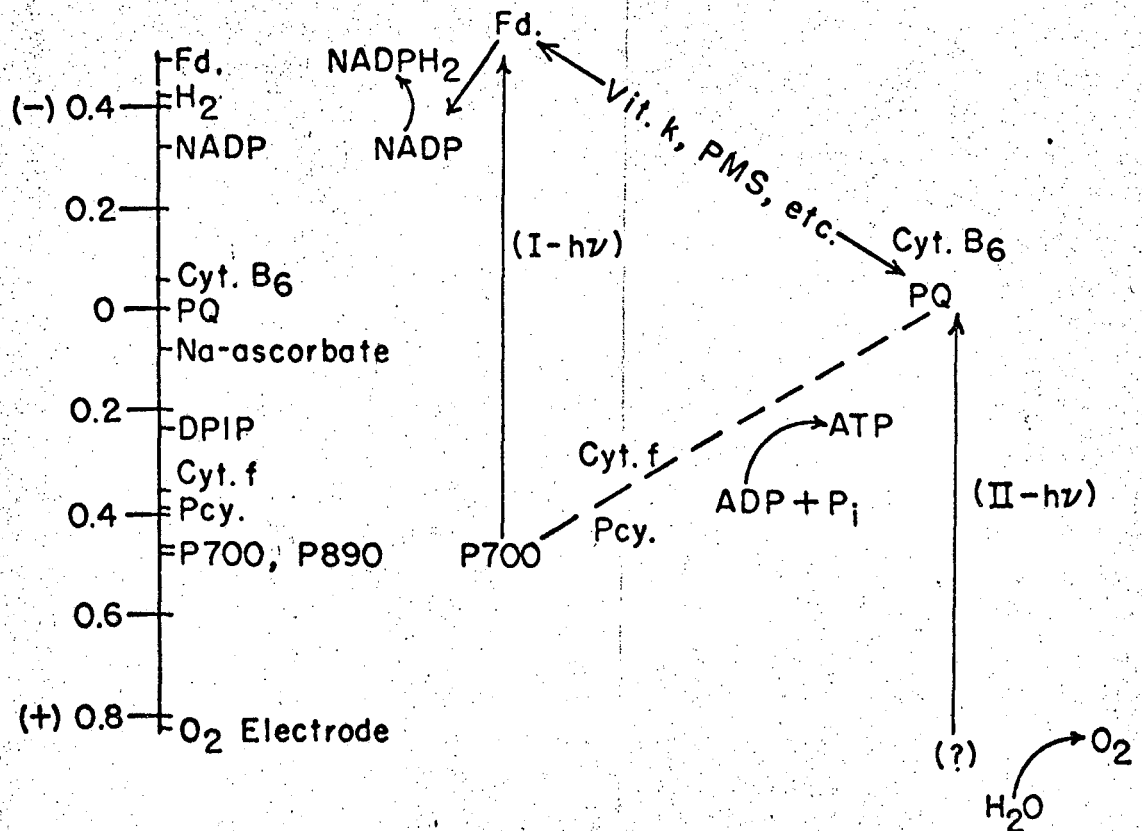 Fd.
Fd.
NADPH2
H2
(-) 0.4
NADP
NADP
Vit. k, PMS, etc.
0.2
(I-hν)
Cyt. B6
Cyt. B6
PQ
0
PQ
Na-ascorbate
0.2
DPIP
ATP
Cyt. f
Cyt. f
ADP + Pi
(II-hν)
0.4
Pcy.
Pcy.
P700, P890
P700
0.6
(+) 0.8
O2 Electrode
(?)
O2
H2O